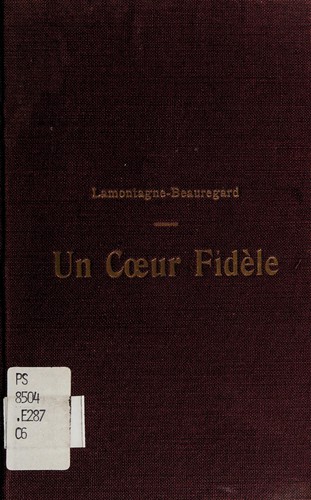 Lamontagne-Beauregard
Un Cœur Fidèle
PS
8504
.E287
C6